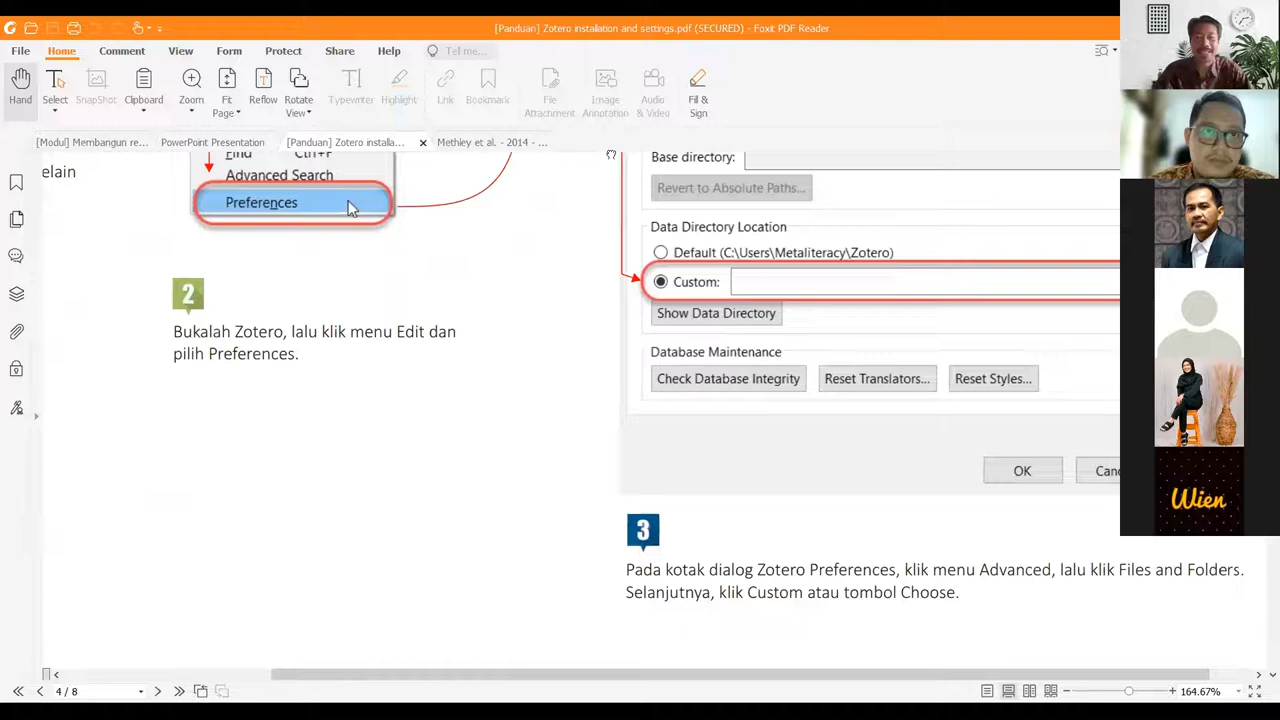 [Panduan] Zotero installation and settings.pdf (SECURED) - Foxit PDF Reader
File Home Comment View Form Protect Share Help Tell me...
Hand Select SnapShot Clipboard Zoom Fit Page Reflow Rotate View Typewriter Highlight Link Bookmark File Attachment Image Annotation Audio & Video Fill & Sign
[Modul] Membangun re... PowerPoint Presentation [Panduan] Zotero installa... Methley et al. - 2014 - ...
elain
Find Ctrl+F
Advanced Search
Preferences
2
Bukalah Zotero, lalu klik menu Edit dan
pilih Preferences.
Base directory:
Revert to Absolute Paths...
Data Directory Location
Default (C:\Users\Metaliteracy\Zotero)
Custom:
Show Data Directory
Database Maintenance
Check Database Integrity Reset Translators... Reset Styles...
OK Canc
3
Pada kotak dialog Zotero Preferences, klik menu Advanced, lalu klik Files and Folders.
Selanjutnya, klik Custom atau tombol Choose.
Wien
4 / 8
164.67%